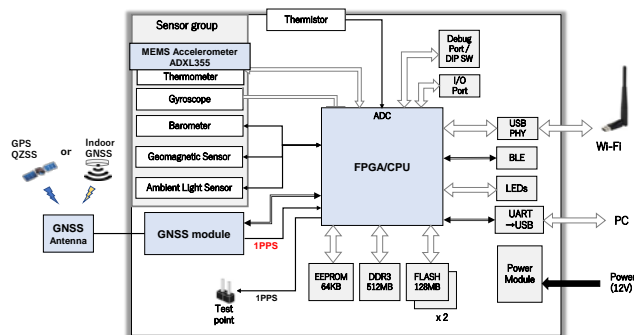 Sensor group
Thermistor
MEMS Accelerometer
ADXL355
Thermometer
Gyroscope
Barometer
Geomagnetic Sensor
Ambient Light Sensor
Debug
Port /
DIP SW
I/O
Port
ADC
FPGA/CPU
USB
PHY
Wi-Fi
BLE
LEDs
UART
→USB
PC
GPS
QZSS
or
Indoor
GNSS
GNSS
Antenna
GNSS module
1PPS
1PPS
Test
point
EEPROM
64KB
DDR3
512MB
FLASH
128MB
x 2
Power
Module
Power
(12V)